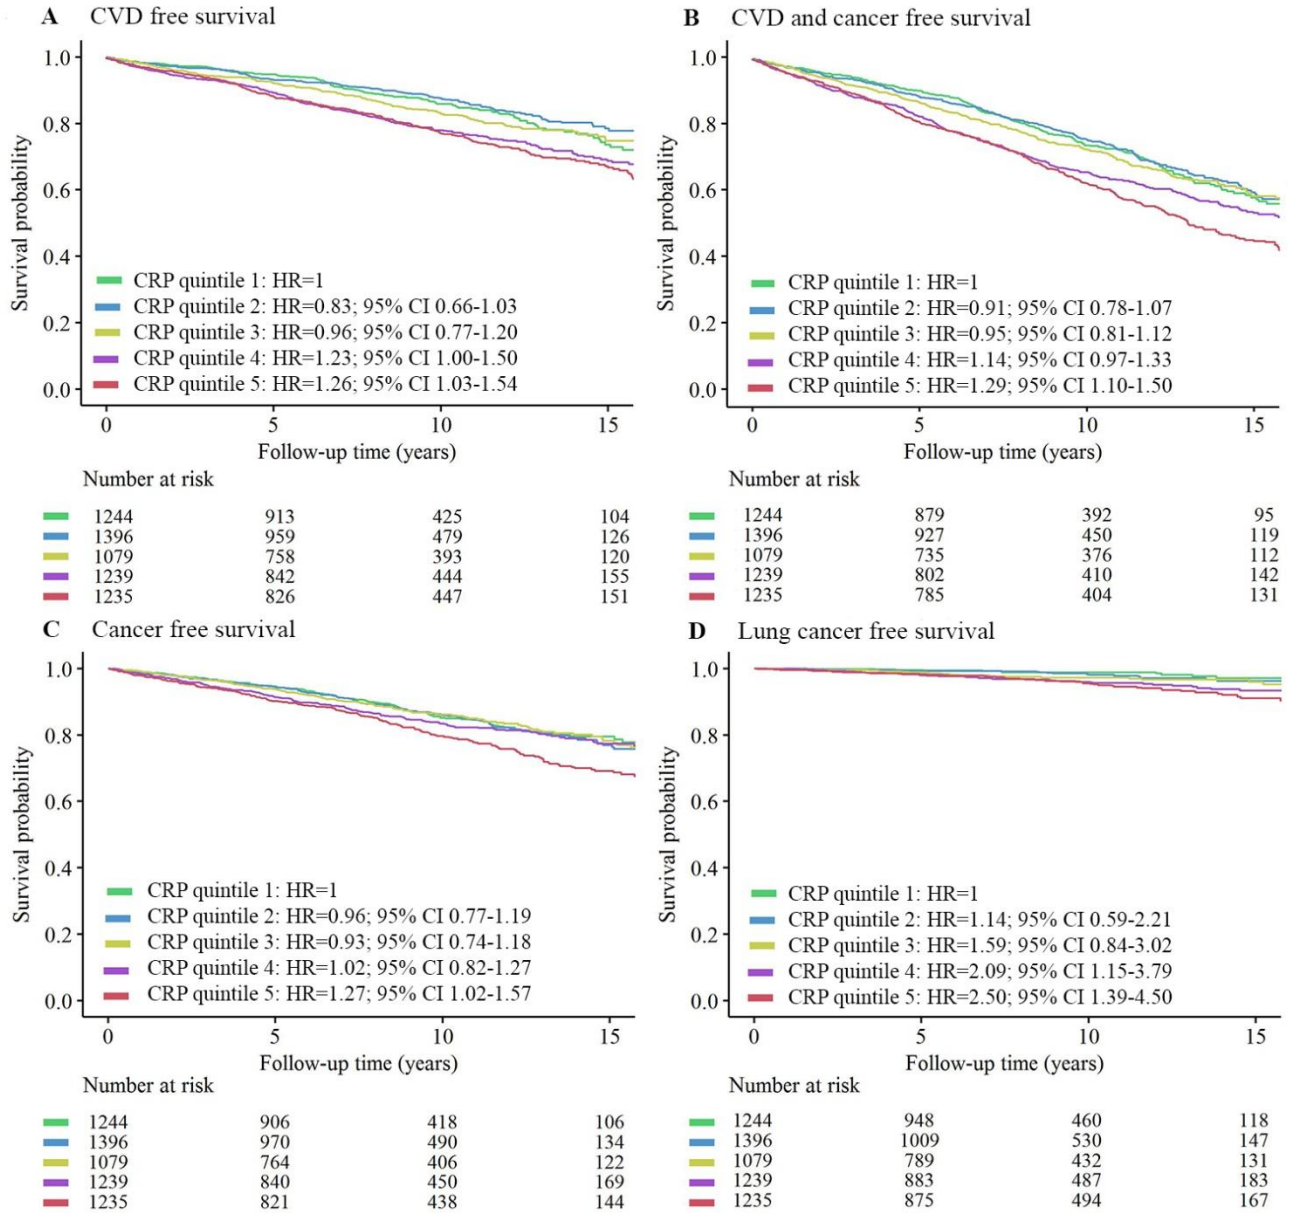 A CVD free survival
Survival probability
1.0
0.8
0.6
0.4
0.2
0.0
CRP quintile 1: HR=1
CRP quintile 2: HR=0.83; 95% CI 0.66-1.03
CRP quintile 3: HR=0.96; 95% CI 0.77-1.20
CRP quintile 4: HR=1.23; 95% CI 1.00-1.50
CRP quintile 5: HR=1.26; 95% CI 1.03-1.54
0 5 10 15
Follow-up time (years)
Number at risk
1244 913 425 104
1396 959 479 126
1079 758 393 120
1239 842 444 155
1235 826 447 151
B CVD and cancer free survival
Survival probability
1.0
0.8
0.6
0.4
0.2
0.0
CRP quintile 1: HR=1
CRP quintile 2: HR=0.91; 95% CI 0.78-1.07
CRP quintile 3: HR=0.95; 95% CI 0.81-1.12
CRP quintile 4: HR=1.14; 95% CI 0.97-1.33
CRP quintile 5: HR=1.29; 95% CI 1.10-1.50
0 5 10 15
Follow-up time (years)
Number at risk
1244 879 392 95
1396 927 450 119
1079 735 376 112
1239 802 410 142
1235 785 404 131
C Cancer free survival
Survival probability
1.0
0.8
0.6
0.4
0.2
0.0
CRP quintile 1: HR=1
CRP quintile 2: HR=0.96; 95% CI 0.77-1.19
CRP quintile 3: HR=0.93; 95% CI 0.74-1.18
CRP quintile 4: HR=1.02; 95% CI 0.82-1.27
CRP quintile 5: HR=1.27; 95% CI 1.02-1.57
0 5 10 15
Follow-up time (years)
Number at risk
1244 906 418 106
1396 970 490 134
1079 764 406 122
1239 840 450 169
1235 821 438 144
D Lung cancer free survival
Survival probability
1.0
0.8
0.6
0.4
0.2
0.0
CRP quintile 1: HR=1
CRP quintile 2: HR=1.14; 95% CI 0.59-2.21
CRP quintile 3: HR=1.59; 95% CI 0.84-3.02
CRP quintile 4: HR=2.09; 95% CI 1.15-3.79
CRP quintile 5: HR=2.50; 95% CI 1.39-4.50
0 5 10 15
Follow-up time (years)
Number at risk
1244 948 460 118
1396 1009 530 147
1079 789 432 131
1239 883 487 183
1235 875 494 167